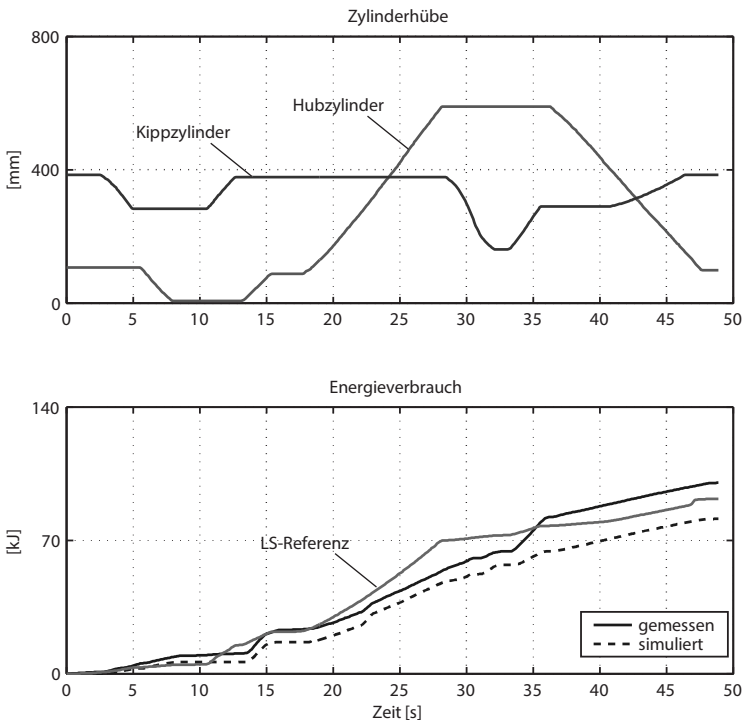 Zylinderhübe
800
Hubzylinder
Kippzylinder
400
[mm]
0
0 5 10 15 20 25 30 35 40 45 50
Energieverbrauch
140
LS-Referenz
70
[kJ]
gemessen
simuliert
0
0 5 10 15 20 25 30 35 40 45 50
Zeit [s]